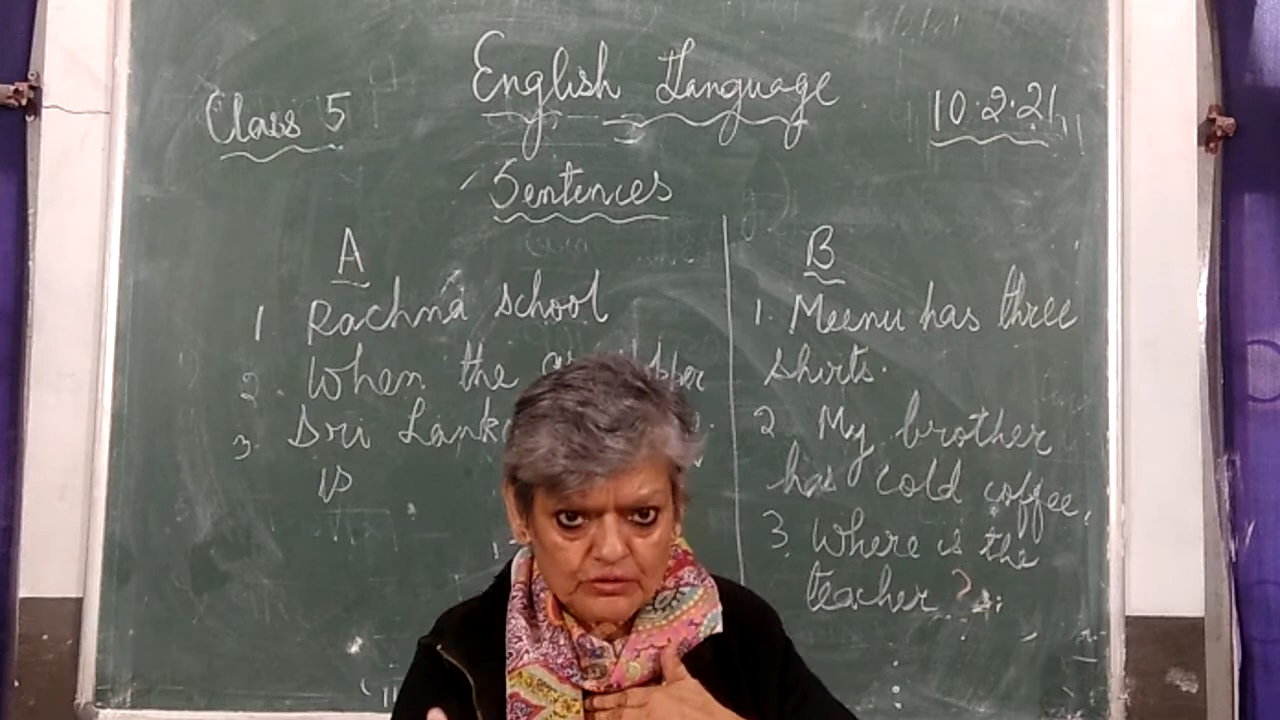 English Language
Class 5
10.2.21
Sentences
A
1 Rachna school
2. When the
3. Sri Lanka
is
B
1. Meenu has three
shirts.
2 My brother
has cold coffee.
3. Where is the
teacher ?